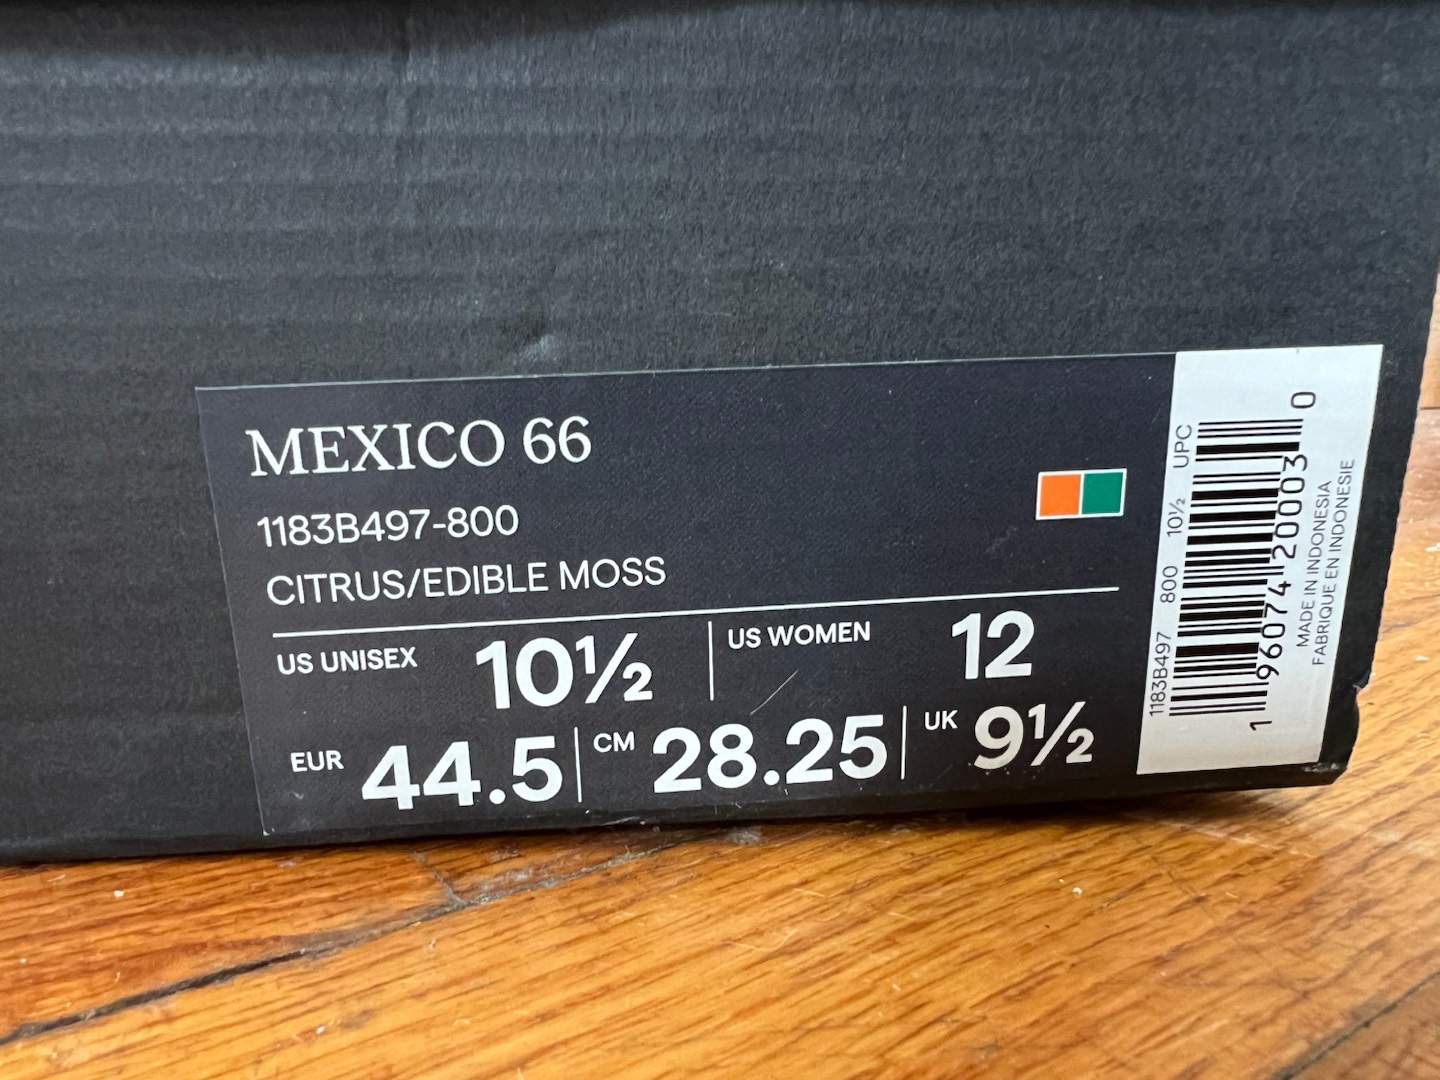 MEXICO 66
1183B497-800
CITRUS/EDIBLE MOSS
US UNISEX 10½
US WOMEN 12
EUR 44.5
CM 28.25
UK 9½
1183B497 800 10½ UPC
1 96074 20003 0
MADE IN INDONESIA
FABRIQUE EN INDONESIE